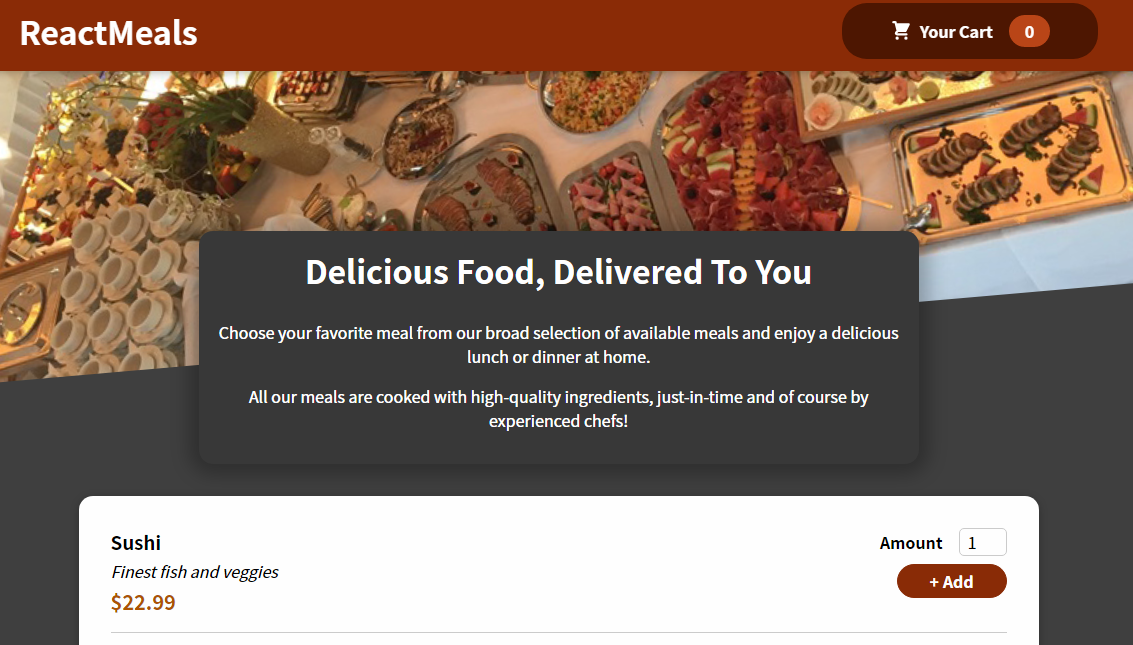 ReactMeals
Your Cart 0
Delicious Food, Delivered To You
Choose your favorite meal from our broad selection of available meals and enjoy a delicious
lunch or dinner at home.
All our meals are cooked with high-quality ingredients, just-in-time and of course by
experienced chefs!
Sushi
Finest fish and veggies
$22.99
Amount 1
+ Add